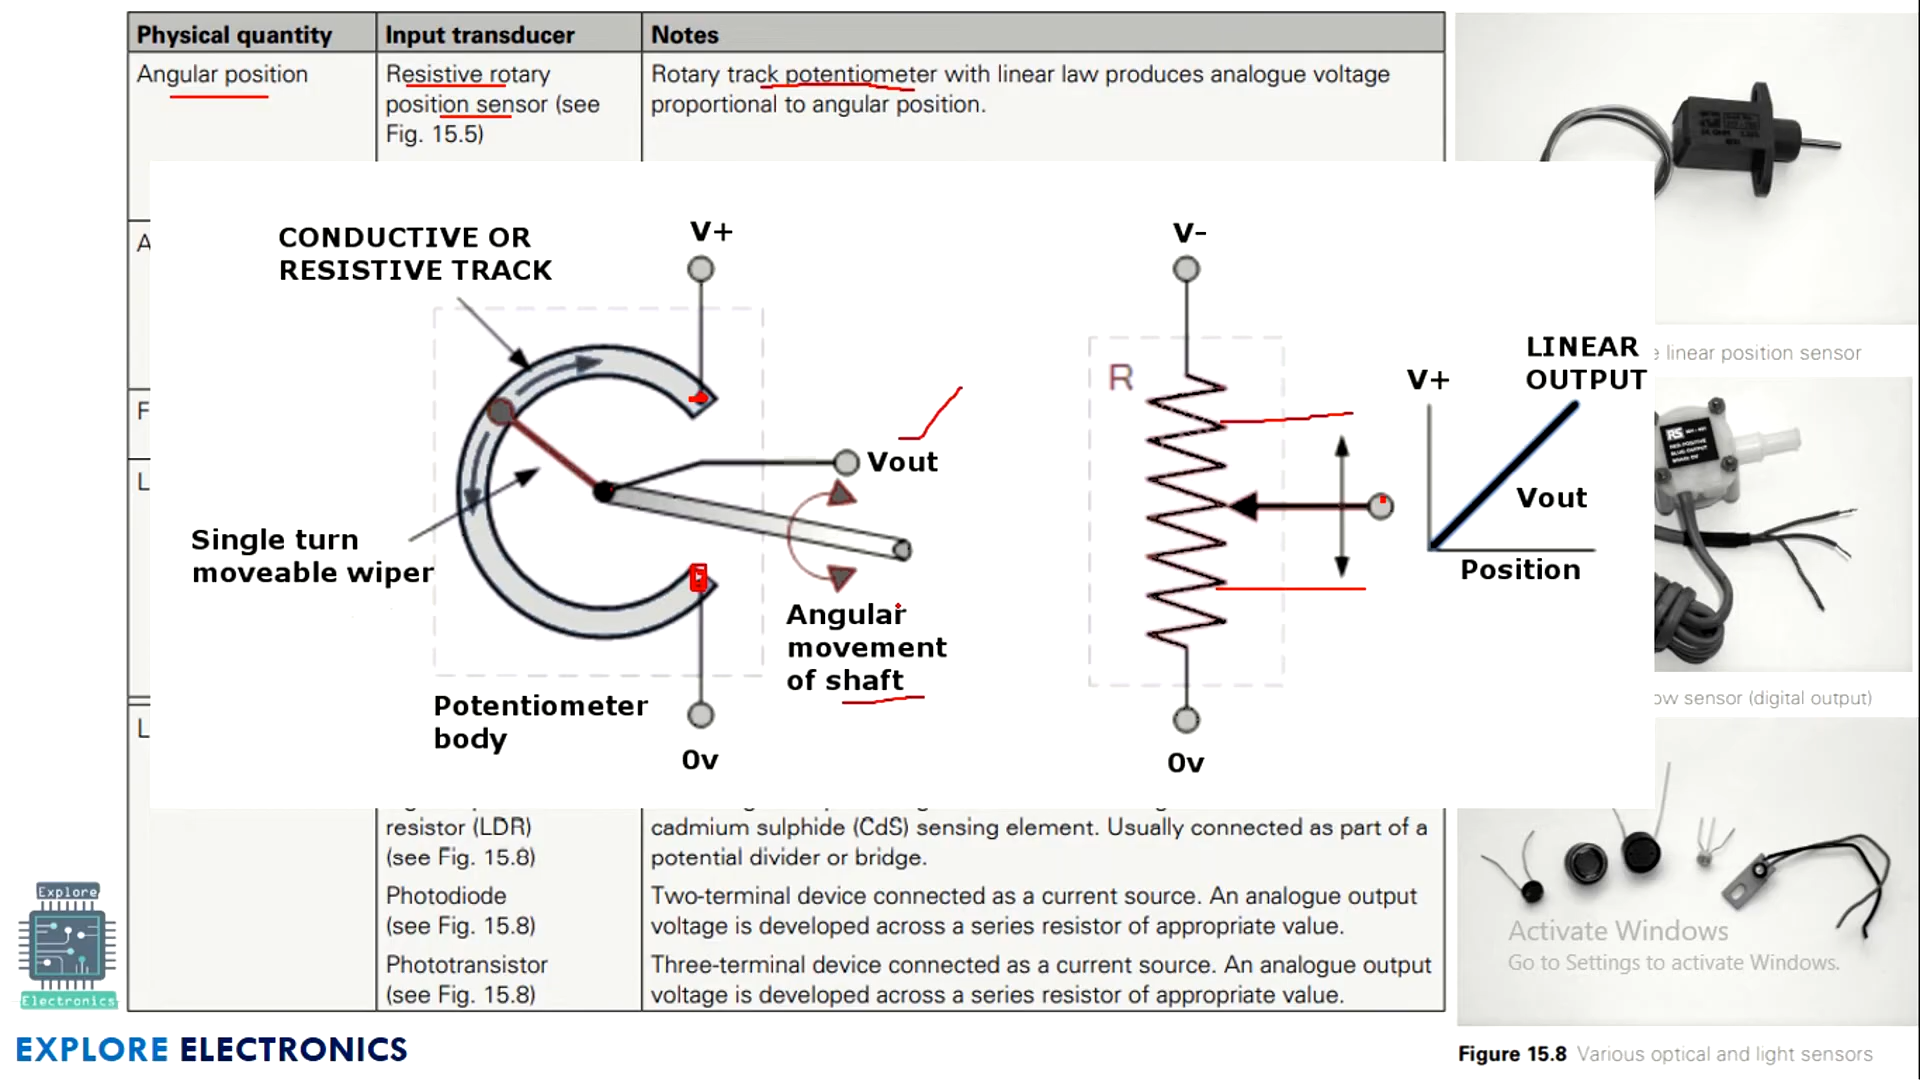 Physical quantity
Input transducer
Notes
Angular position
Resistive rotary
position sensor (see
Fig. 15.5)
Rotary track potentiometer with linear law produces analogue voltage
proportional to angular position.
A
F
L
L
CONDUCTIVE OR
RESISTIVE TRACK
V+
Vout
Single turn
moveable wiper
Angular
movement
of shaft
Potentiometer
body
0v
V-
R
0v
V+
LINEAR
OUTPUT
Vout
Position
e linear position sensor
RS
ow sensor (digital output)
resistor (LDR)
(see Fig. 15.8)
cadmium sulphide (CdS) sensing element. Usually connected as part of a
potential divider or bridge.
Photodiode
(see Fig. 15.8)
Two-terminal device connected as a current source. An analogue output
voltage is developed across a series resistor of appropriate value.
Phototransistor
(see Fig. 15.8)
Three-terminal device connected as a current source. An analogue output
voltage is developed across a series resistor of appropriate value.
Activate Windows
Go to Settings to activate Windows.
Explore
Electronics
EXPLORE ELECTRONICS
Figure 15.8 Various optical and light sensors